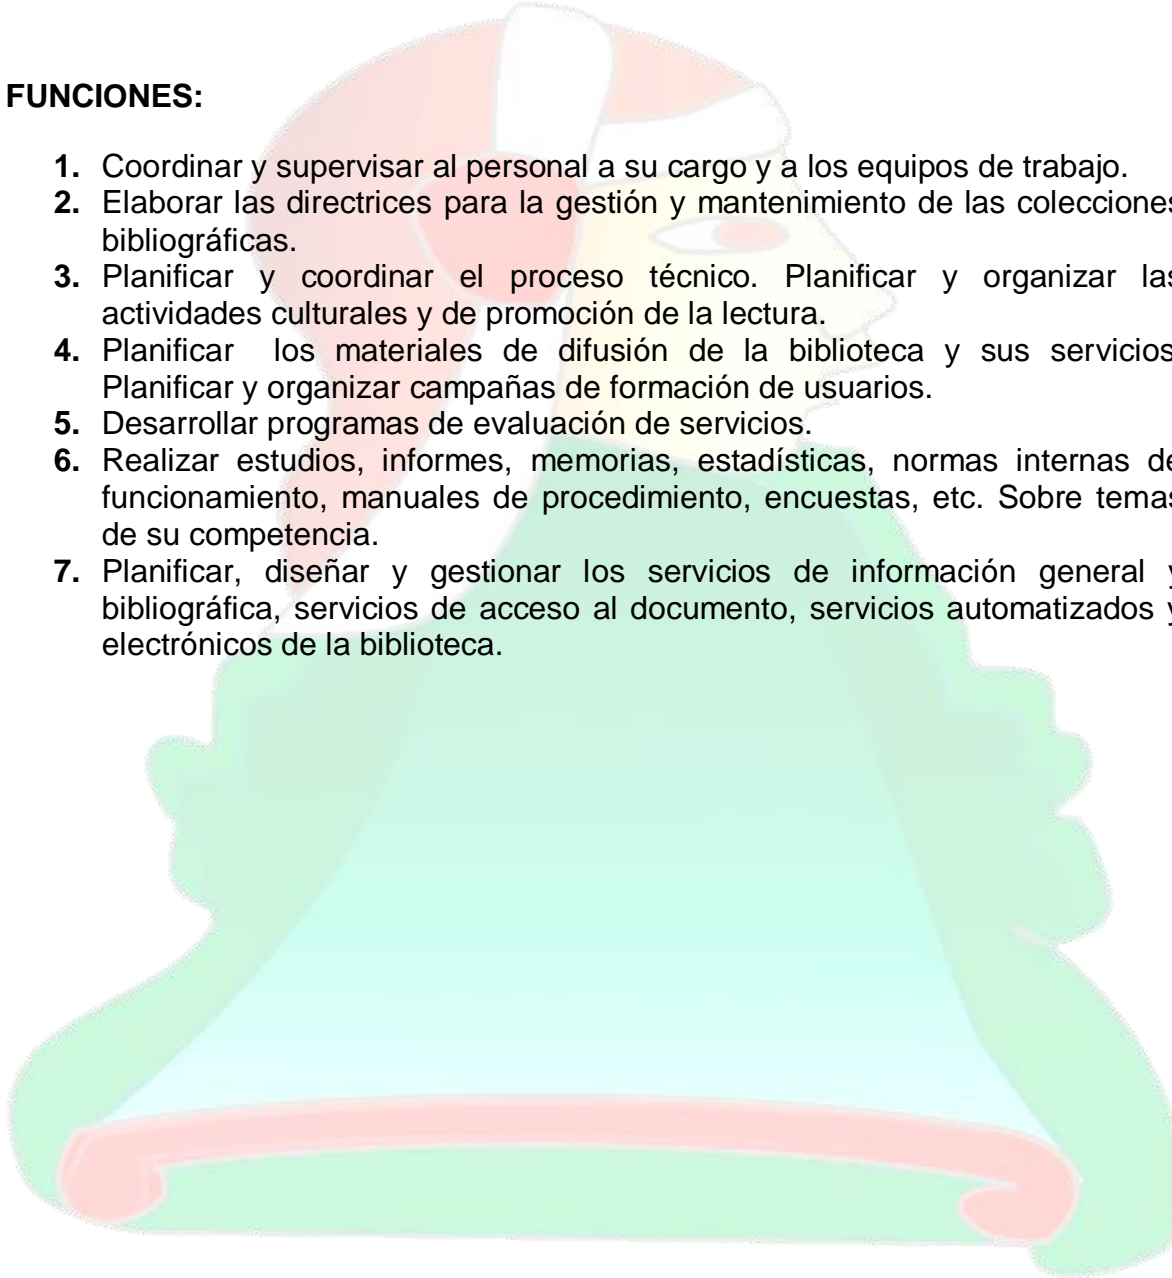 FUNCIONES:
1. Coordinar y supervisar al personal a su cargo y a los equipos de trabajo.
2. Elaborar las directrices para la gestión y mantenimiento de las colecciones
bibliográficas.
3. Planificar y coordinar el proceso técnico. Planificar y organizar las
actividades culturales y de promoción de la lectura.
4. Planificar los materiales de difusión de la biblioteca y sus servicios.
Planificar y organizar campañas de formación de usuarios.
5. Desarrollar programas de evaluación de servicios.
6. Realizar estudios, informes, memorias, estadísticas, normas internas de
funcionamiento, manuales de procedimiento, encuestas, etc. Sobre temas
de su competencia.
7. Planificar, diseñar y gestionar los servicios de información general y
bibliográfica, servicios de acceso al documento, servicios automatizados y
electrónicos de la biblioteca.